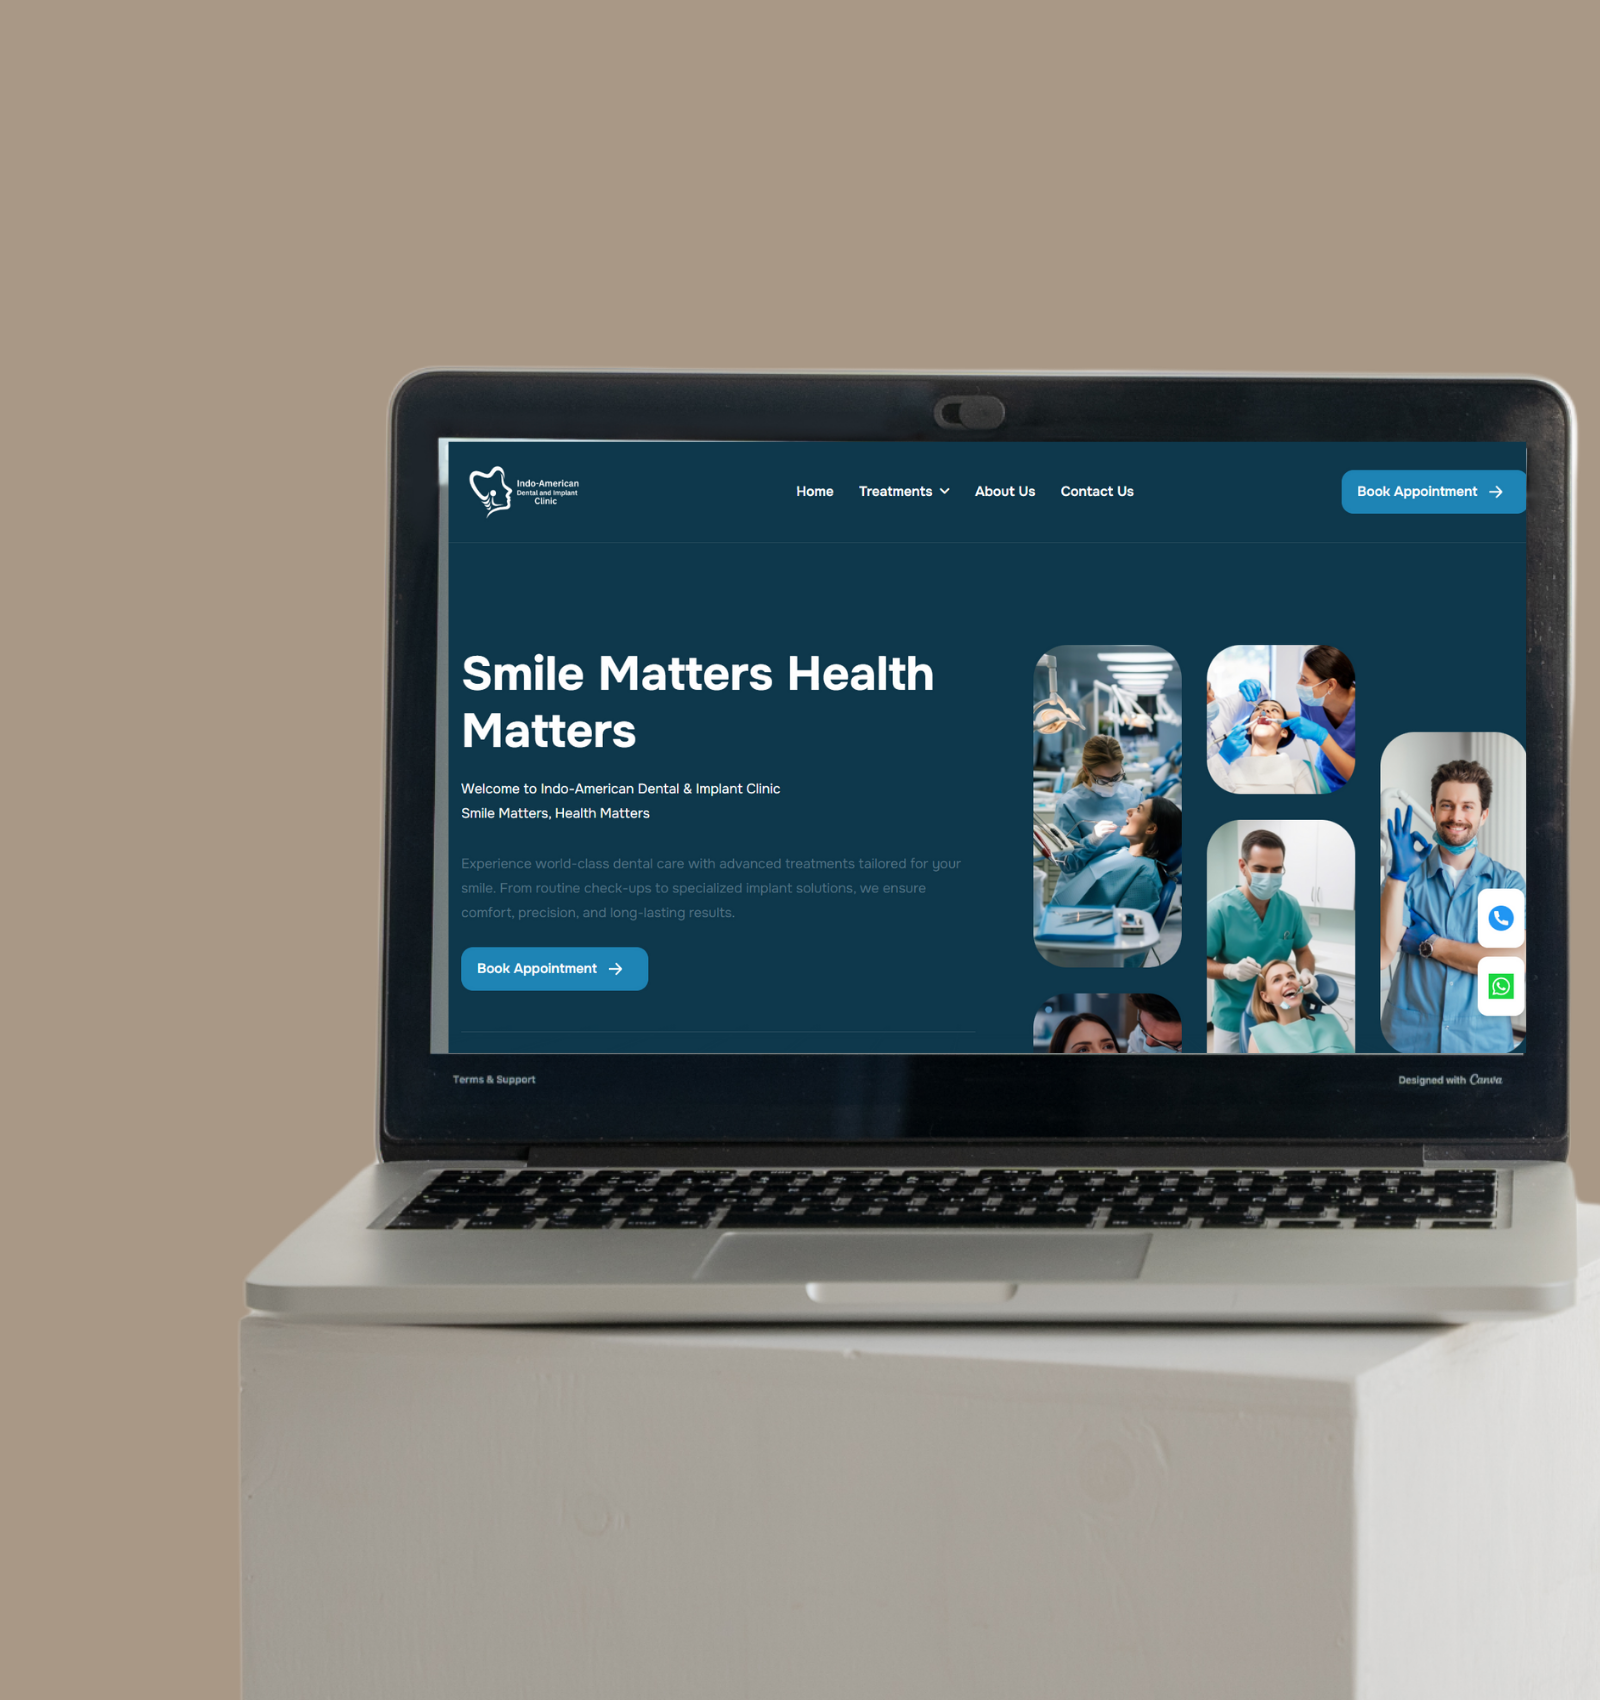 Indo-American
Dental and Implant
Clinic
Home
Treatments
About Us
Contact Us
Book Appointment
Smile Matters Health
Matters
Welcome to Indo-American Dental & Implant Clinic
Smile Matters, Health Matters
Experience world-class dental care with advanced treatments tailored for your
smile. From routine check-ups to specialized implant solutions, we ensure
comfort, precision, and long-lasting results.
Book Appointment
Terms & Support
Designed with Canva